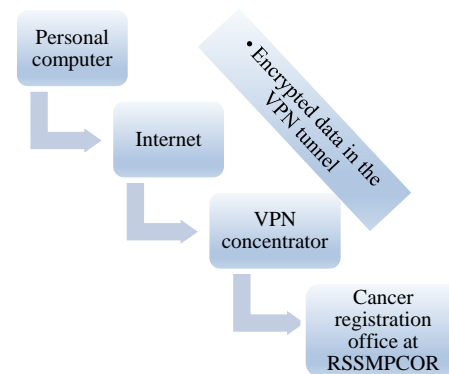 Personal
computer
• Encrypted data in the
VPN tunnel
Internet
VPN
concentrator
Cancer
registration
office at
RSSMPCOR